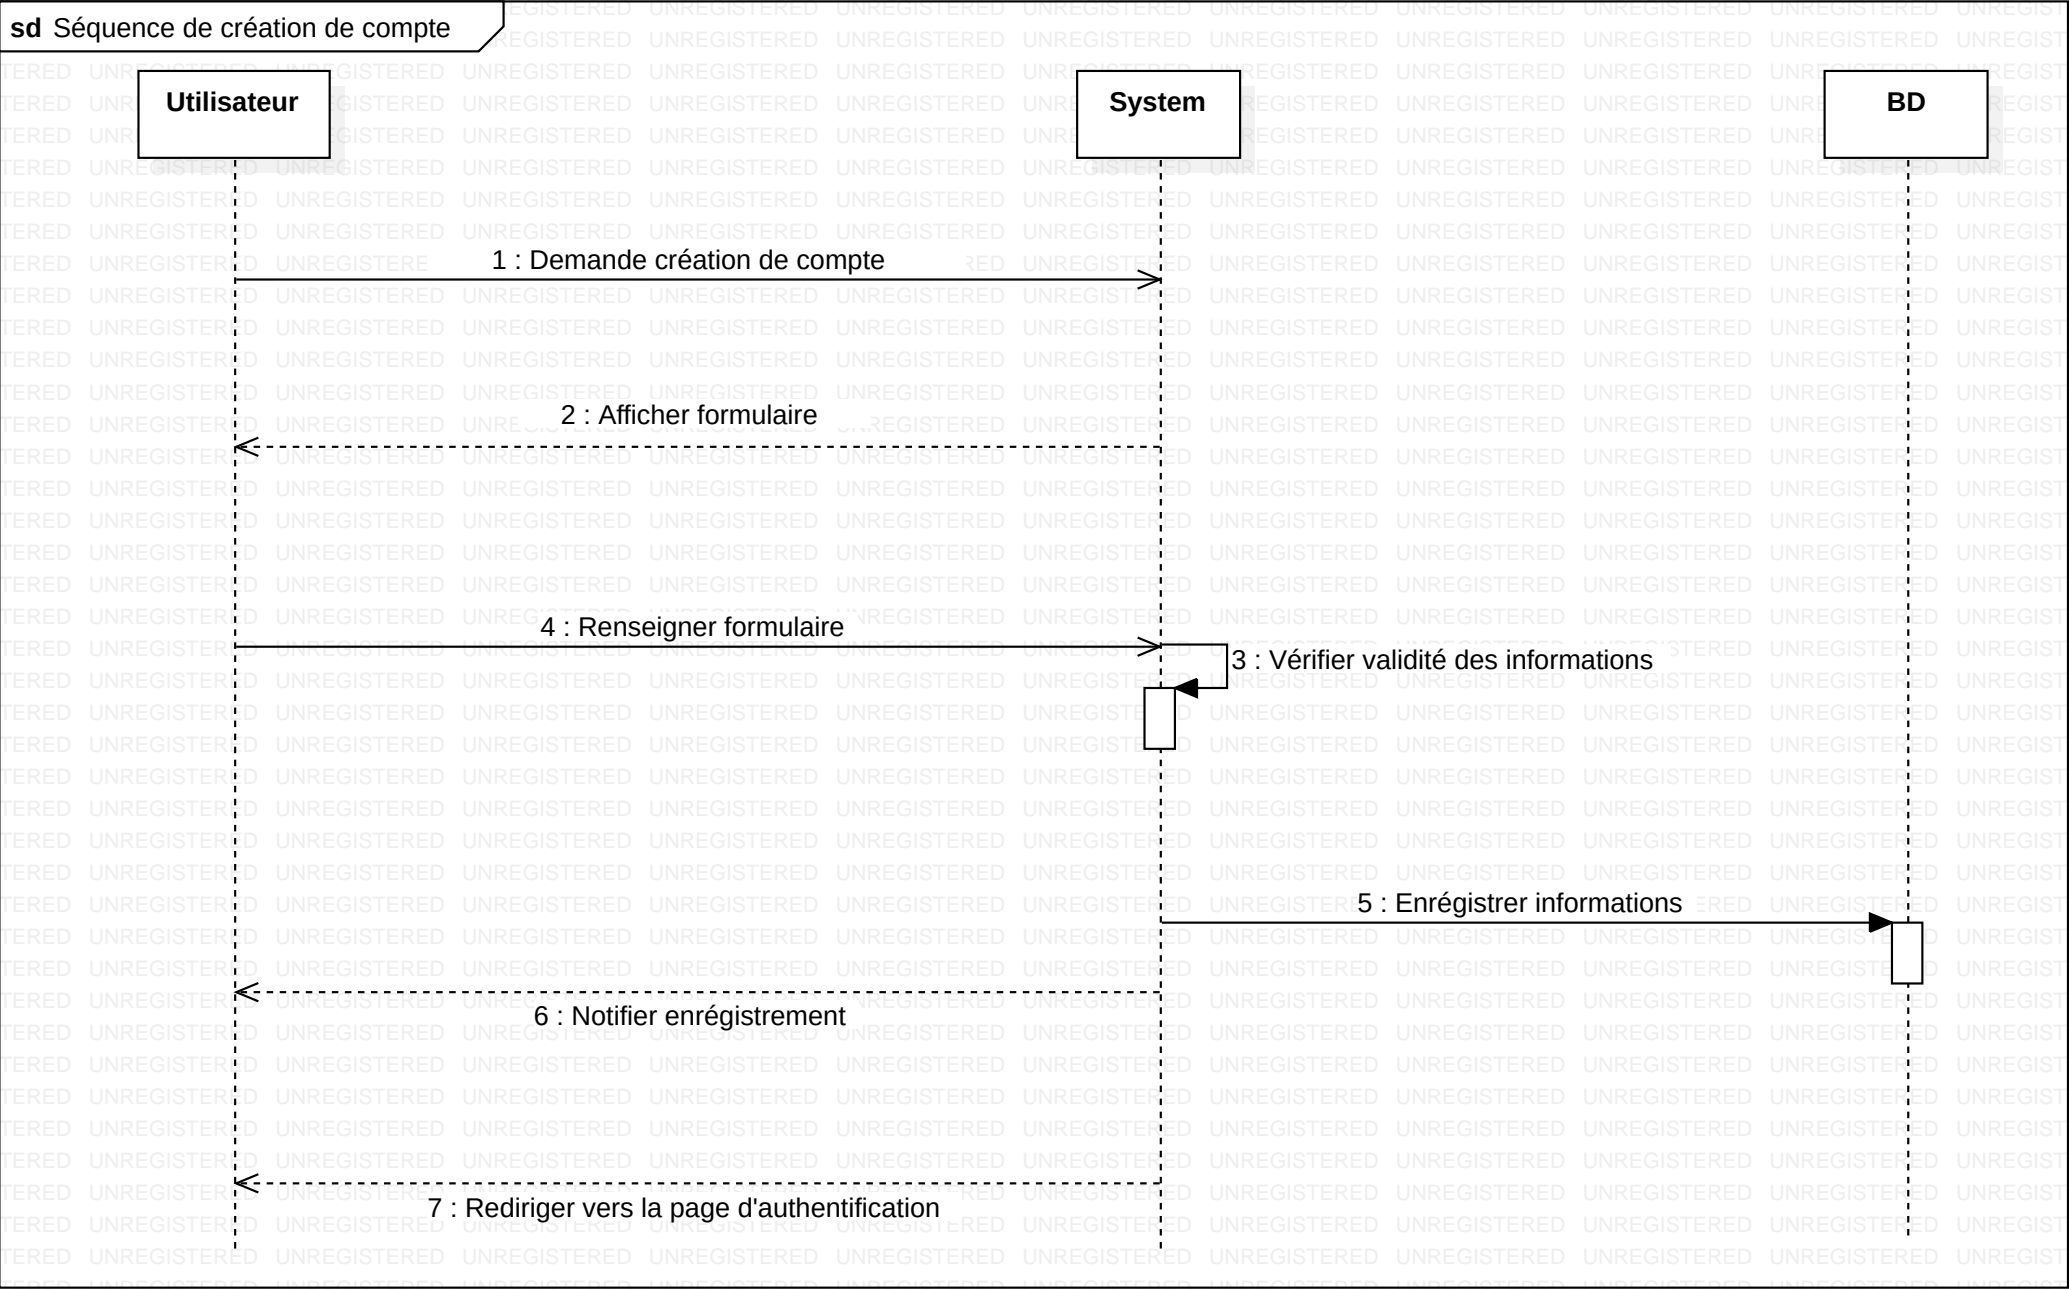 sd Séquence de création de compte
Utilisateur
System
BD
1 : Demande création de compte
2 : Afficher formulaire
4 : Renseigner formulaire
3 : Vérifier validité des informations
5 : Enrégistrer informations
6 : Notifier enrégistrement
7 : Rediriger vers la page d'authentification
UNREGISTERED